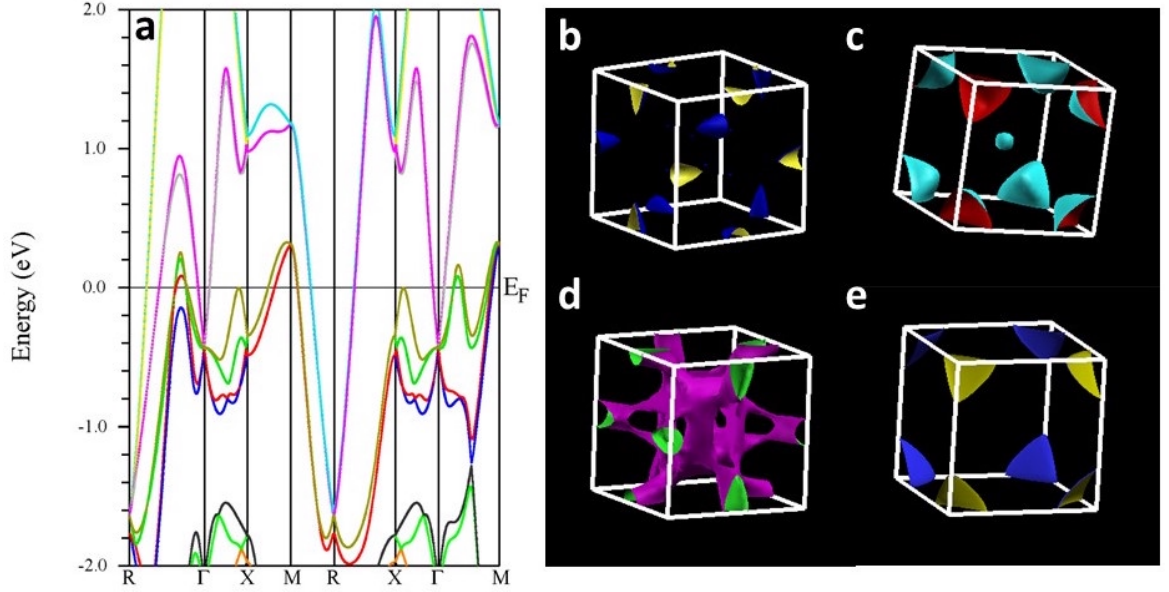 a
b
c
d
e
Energy (eV)
2.0
1.0
0.0
-1.0
-2.0
E_F
R Γ X M R X Γ M